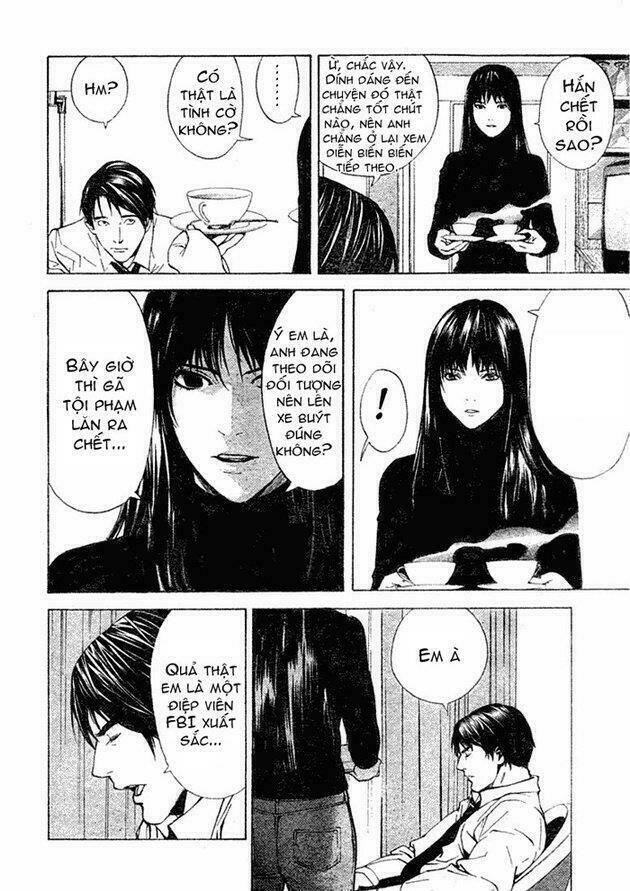 HẮN
CHẾT
RỒI
SAO?
Ừ, CHẮC VẬY.
DÍNH DÁNG ĐẾN
CHUYỆN ĐÓ THẬT
CHẲNG TỐT CHÚT
NÀO, NÊN ANH
CHẲNG Ở LẠI XEM
DIỄN BIẾN BIẾN
TIẾP THEO.
......
CÓ
THẬT LÀ
TÌNH CỜ
KHÔNG?
HM?
!
Ý EM LÀ,
ANH ĐANG
THEO DÕI
ĐỐI TƯỢNG
NÊN LÊN
XE BUÝT
ĐÚNG
KHÔNG?
BÂY GIỜ
THÌ GÃ
TỘI PHẠM
LĂN RA
CHẾT...
EM À
QUẢ THẬT
EM LÀ MỘT
ĐIỆP VIÊN
FBI XUẤT
SẮC...